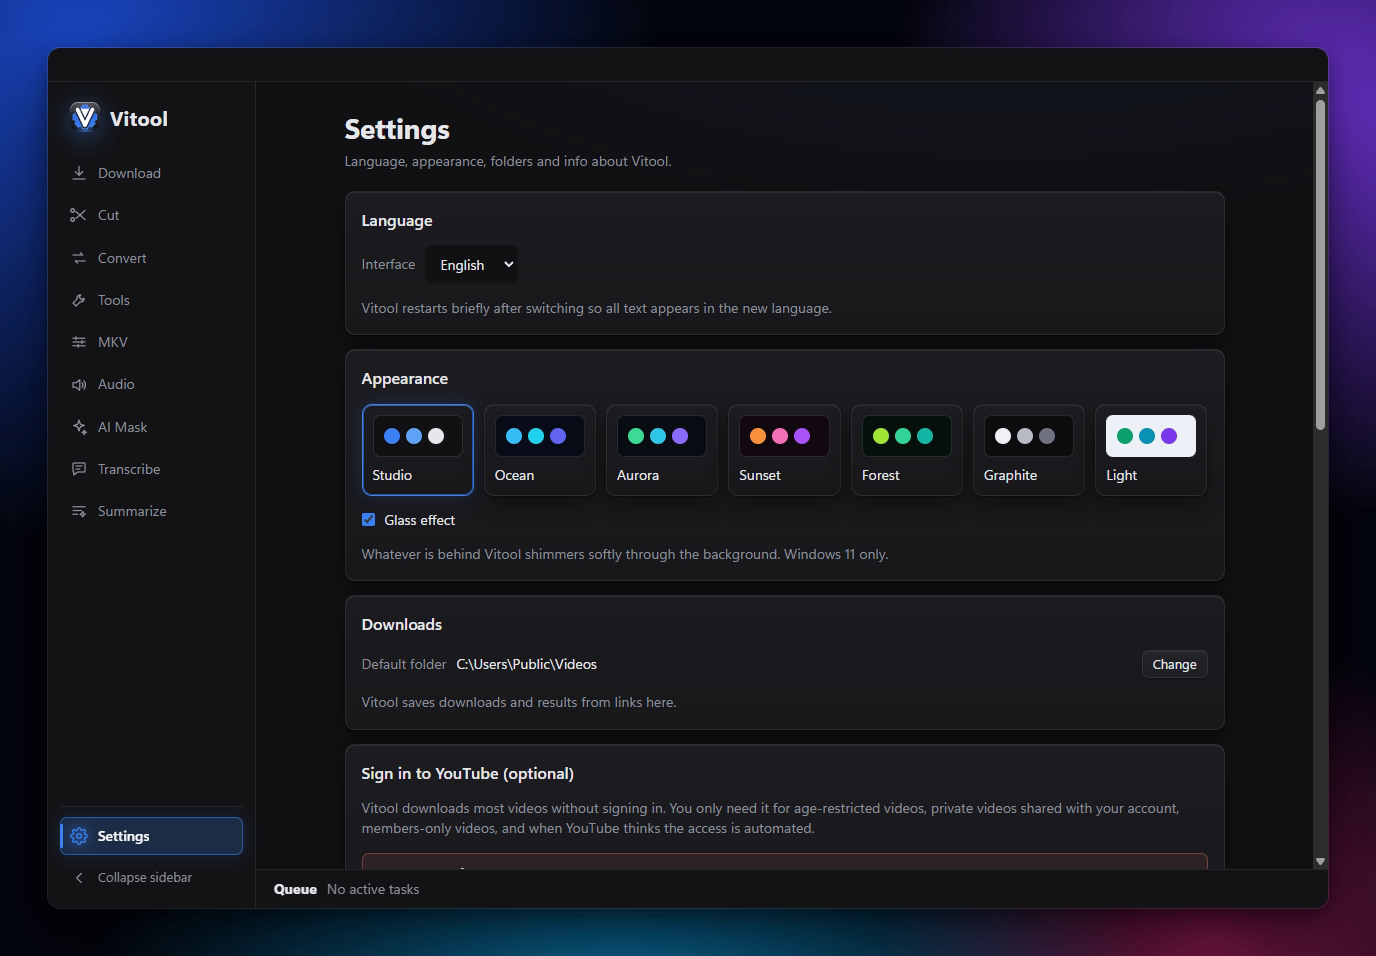 Vitool
Download
Cut
Convert
Tools
MKV
Audio
AI Mask
Transcribe
Summarize
Settings
Collapse sidebar
Settings
Language, appearance, folders and info about Vitool.
Language
Interface English
Vitool restarts briefly after switching so all text appears in the new language.
Appearance
Studio
Ocean
Aurora
Sunset
Forest
Graphite
Light
Glass effect
Whatever is behind Vitool shimmers softly through the background. Windows 11 only.
Downloads
Default folder C:\Users\Public\Videos
Change
Vitool saves downloads and results from links here.
Sign in to YouTube (optional)
Vitool downloads most videos without signing in. You only need it for age-restricted videos, private videos shared with your account,
members-only videos, and when YouTube thinks the access is automated.
Queue No active tasks